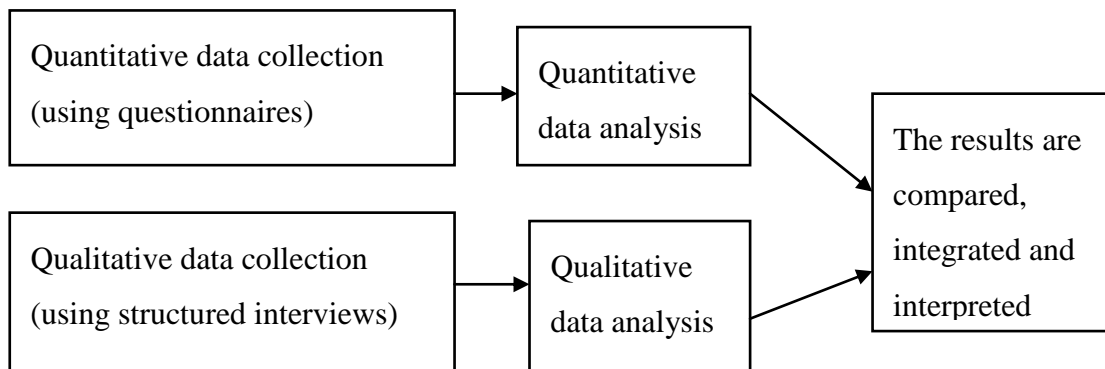 Quantitative data collection
(using questionnaires)
Quantitative
data analysis
Qualitative data collection
(using structured interviews)
Qualitative
data analysis
The results are
compared,
integrated and
interpreted